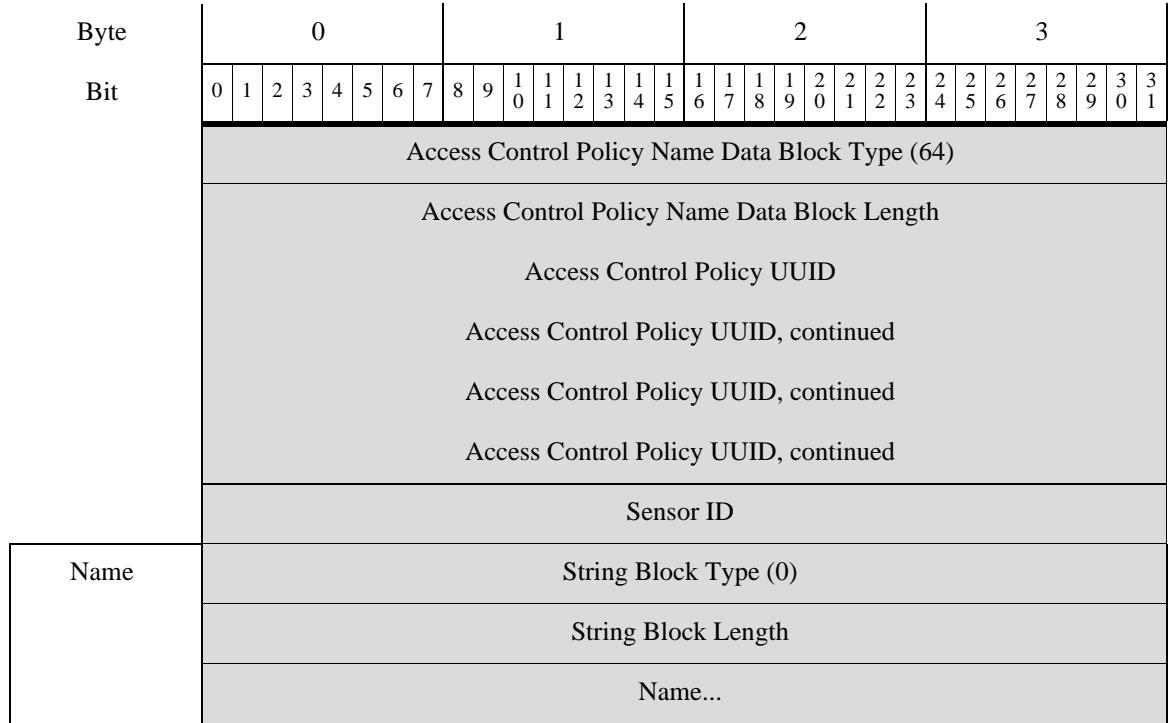 Byte 0 1 2 3
Bit 0 1 2 3 4 5 6 7 8 9 10 11 12 13 14 15 16 17 18 19 20 21 22 23 24 25 26 27 28 29 30 31
Access Control Policy Name Data Block Type (64)
Access Control Policy Name Data Block Length
Access Control Policy UUID
Access Control Policy UUID, continued
Access Control Policy UUID, continued
Access Control Policy UUID, continued
Sensor ID
Name String Block Type (0)
String Block Length
Name...